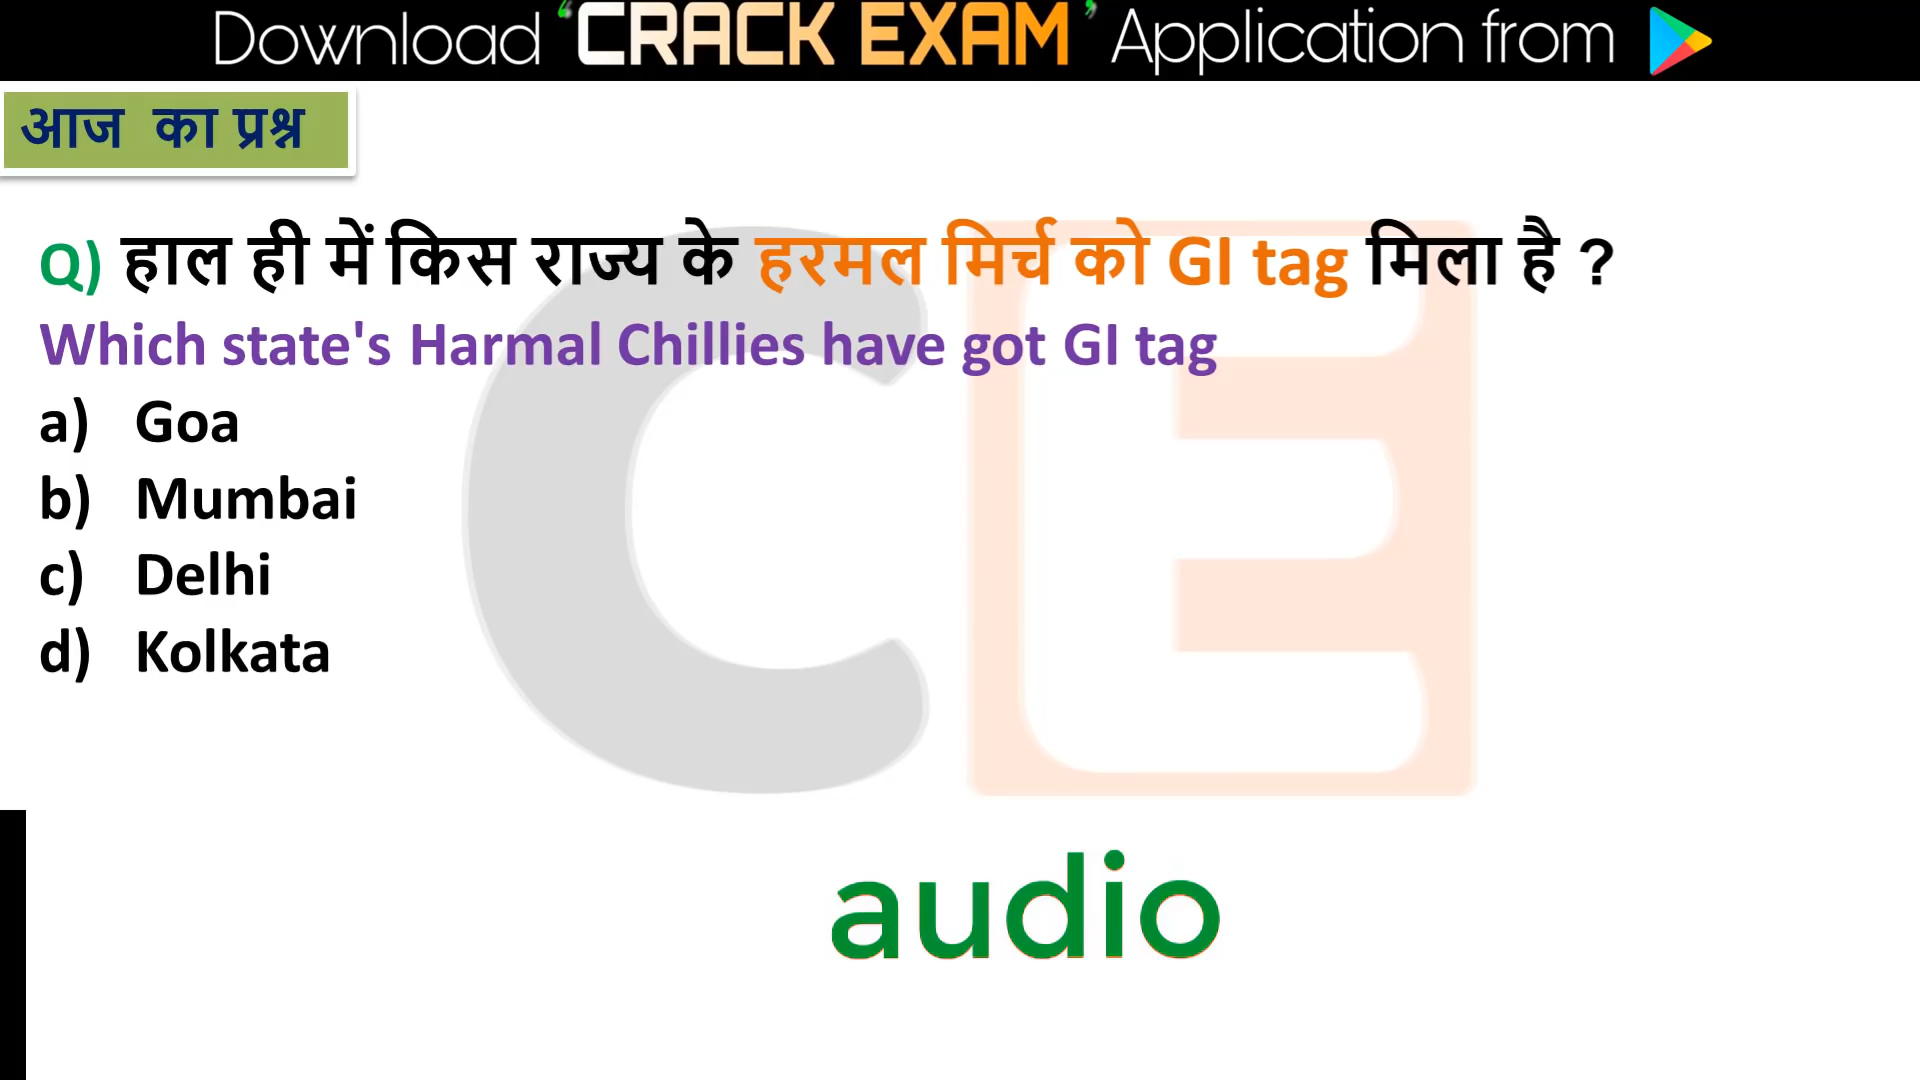 Download ‘CRACK EXAM’ Application from
आज का प्रश्न
Q) हाल ही में किस राज्य के हरमल मिर्च को GI tag मिला है ?
Which state's Harmal Chillies have got GI tag
a) Goa
b) Mumbai
c) Delhi
d) Kolkata
CE
audio